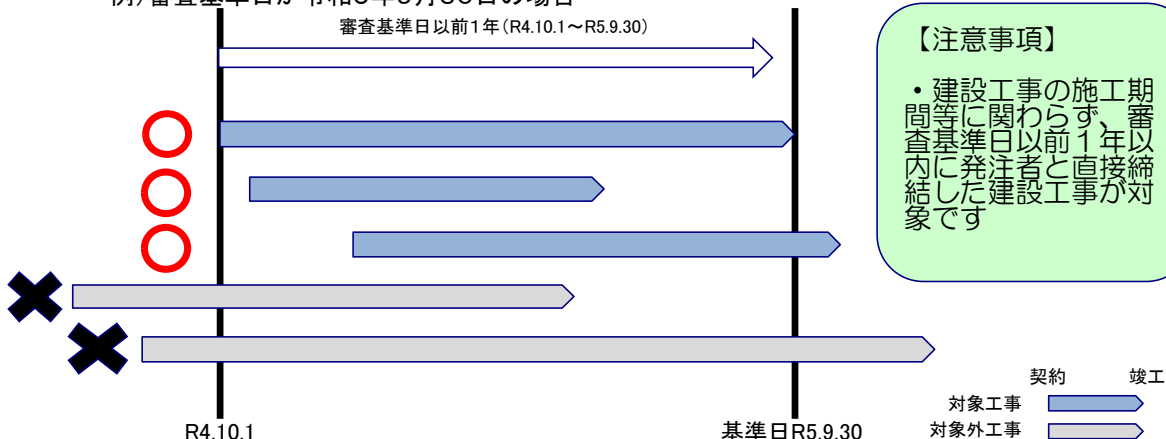 審査基準日以前1年(R4.10.1～R5.9.30)
【注意事項】
・建設工事の施工期
間等に関わらず、審
査基準日以前１年以
内に発注者と直接締
結した建設工事が対
象です
契約 竣工
対象工事
対象外工事
R4.10.1
基準日R5.9.30